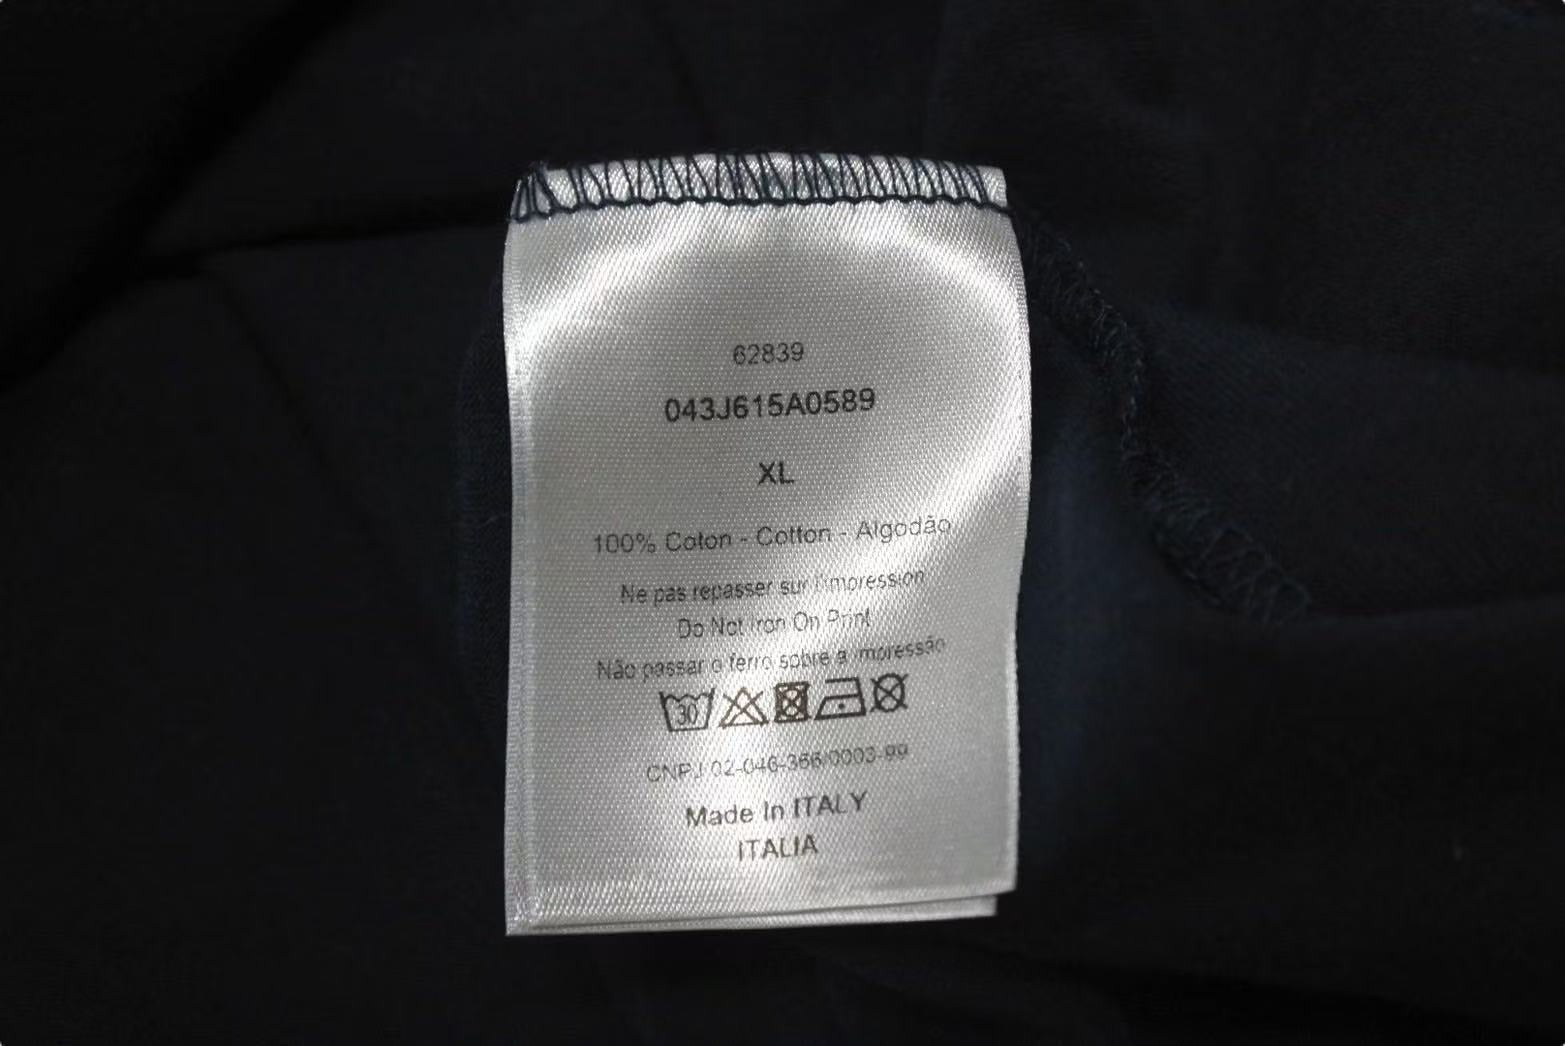 62839
043J615A0589
XL
100% Coton - Cotton - Algodão
Ne pas repasser sur l'impression
Do Not Iron On Print
Não passar o ferro sobre a impressão
30
CNPJ 02-046-366/0003-99
Made In ITALY
ITALIA